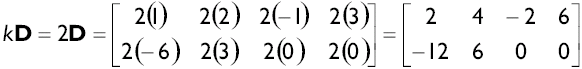 kD = 2D = [ 2(1) 2(2) 2(−1) 2(3) ] = [ 2 4 −2 6 ]
[ 2(−6) 2(3) 2(0) 2(0) ] [ −12 6 0 0 ]